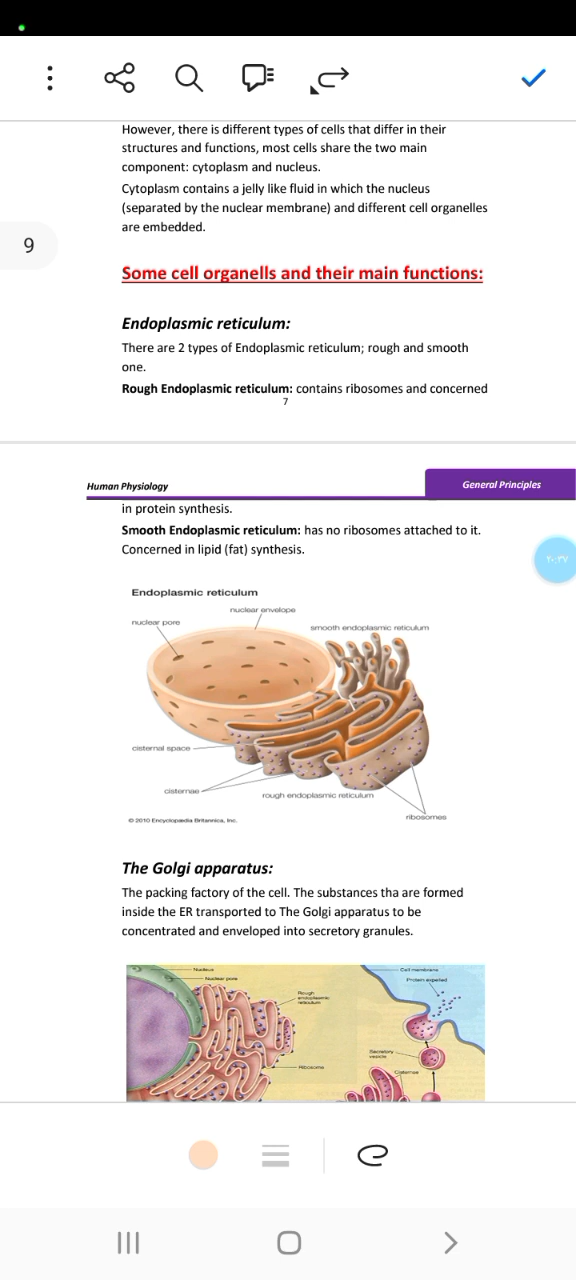 However, there is different types of cells that differ in their
structures and functions, most cells share the two main
component: cytoplasm and nucleus.
Cytoplasm contains a jelly like fluid in which the nucleus
(separated by the nuclear membrane) and different cell organelles
are embedded.
9
Some cell organells and their main functions:
Endoplasmic reticulum:
There are 2 types of Endoplasmic reticulum; rough and smooth
one.
Rough Endoplasmic reticulum: contains ribosomes and concerned
7
Human Physiology
General Principles
in protein synthesis.
Smooth Endoplasmic reticulum: has no ribosomes attached to it.
Concerned in lipid (fat) synthesis.
٢٠:٣٧
Endoplasmic reticulum
nuclear envelope
nuclear pore
smooth endoplasmic reticulum
cisternal space
cisternae
rough endoplasmic reticulum
ribosomes
© 2010 Encyclopædia Britannica, Inc.
The Golgi apparatus:
The packing factory of the cell. The substances tha are formed
inside the ER transported to The Golgi apparatus to be
concentrated and enveloped into secretory granules.
Nucleus
Nuclear pore
Rough
endoplasmic
reticulum
Ribosome
Cell membrane
Protein expelled
Secretory
vesicle
Cisternae